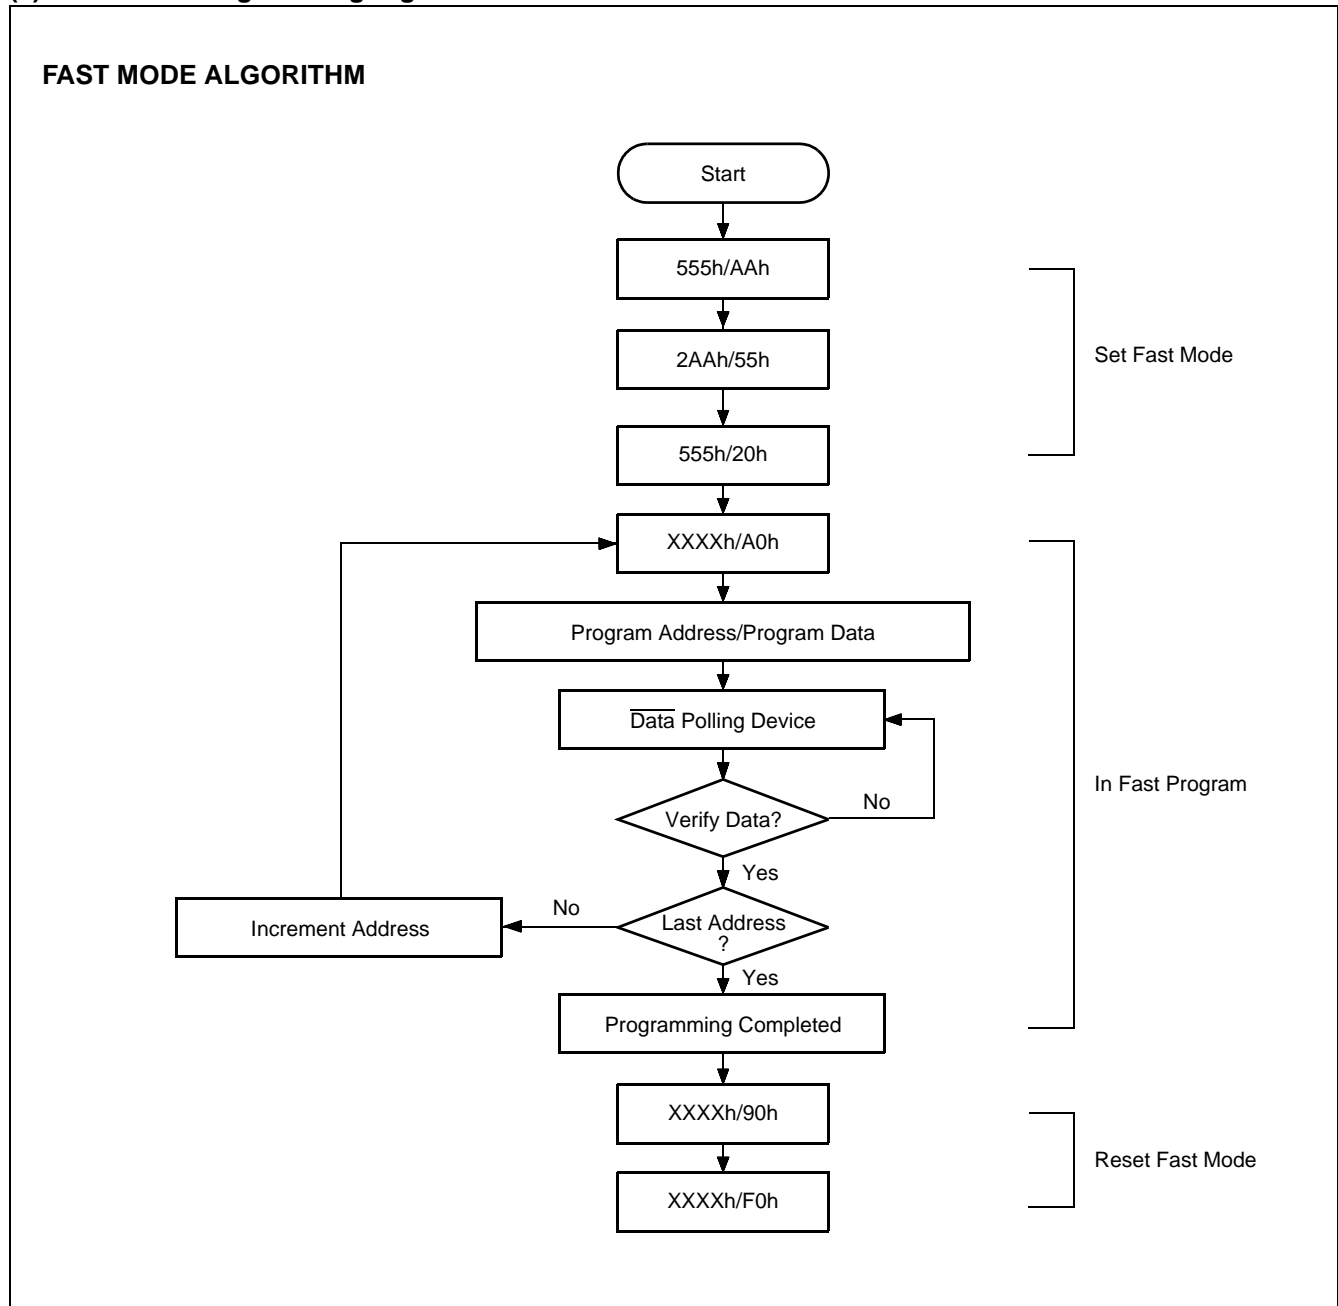 FAST MODE ALGORITHM
Start
555h/AAh
2AAh/55h
Set Fast Mode
555h/20h
XXXXh/A0h
Program Address/Program Data
Data Polling Device
In Fast Program
No
Verify Data?
Yes
No
Last Address
?
Increment Address
Yes
Programming Completed
XXXXh/90h
Reset Fast Mode
XXXXh/F0h